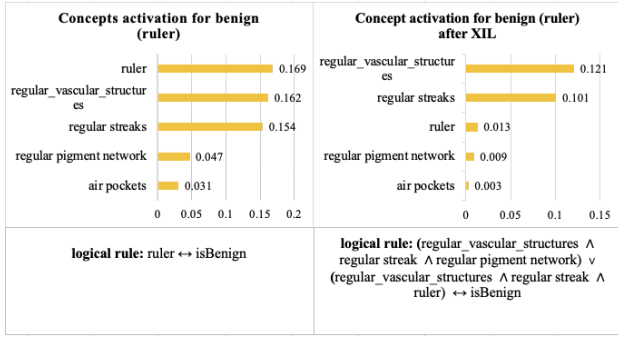 Concepts activation for benign
(ruler)
ruler
0.169
regular_vascular_structur
es
0.162
regular streaks
0.154
regular pigment network
0.047
air pockets
0.031
0 0.05 0.1 0.15 0.2
Concept activation for benign (ruler)
after XIL
regular_vascular_structur
es
0.121
regular streaks
0.101
ruler
0.013
regular pigment network
0.009
air pockets
0.003
0 0.05 0.1 0.15
logical rule: ruler ↔ isBenign
logical rule: (regular_vascular_structures ∧
regular streak ∧ regular pigment network) ∨
(regular_vascular_structures ∧ regular streak ∧
ruler) ↔ isBenign